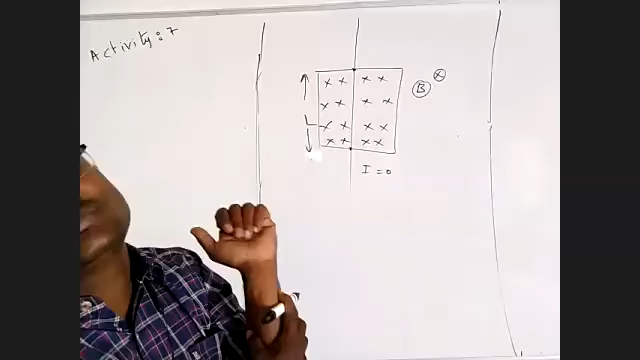 Activity: 7
x x x x
x x x x
L x x x x
x x x x
B x
I = 0